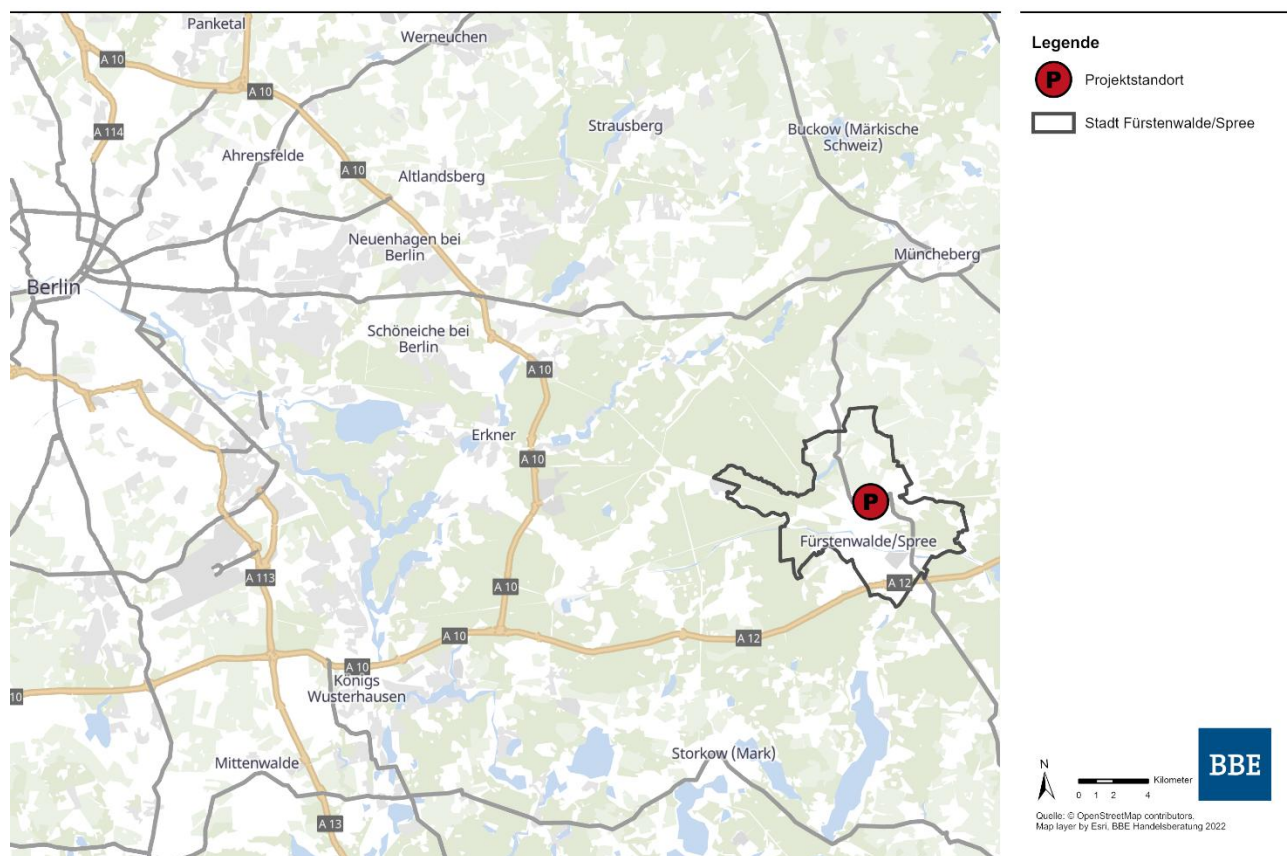 Panketal
Werneuchen
A 10
A 10
A 114
Strausberg
Buckow (Märkische
Schweiz)
Ahrensfelde
A 10
Altlandsberg
Neuenhagen bei
Berlin
Müncheberg
Berlin
Schöneiche bei
Berlin
A 10
Erkner
A 10
P
Fürstenwalde/Spree
A 113
A 10
A 12
A 10
A 12
A 10
10
Königs
Wusterhausen
Mittenwalde
Storkow (Mark)
A 13
Legende
P Projektstandort
Stadt Fürstenwalde/Spree
BBE
N
Kilometer
0 1 2 4
Quelle: © OpenStreetMap contributors,
Map layer by Esri, BBE Handelsberatung 2022